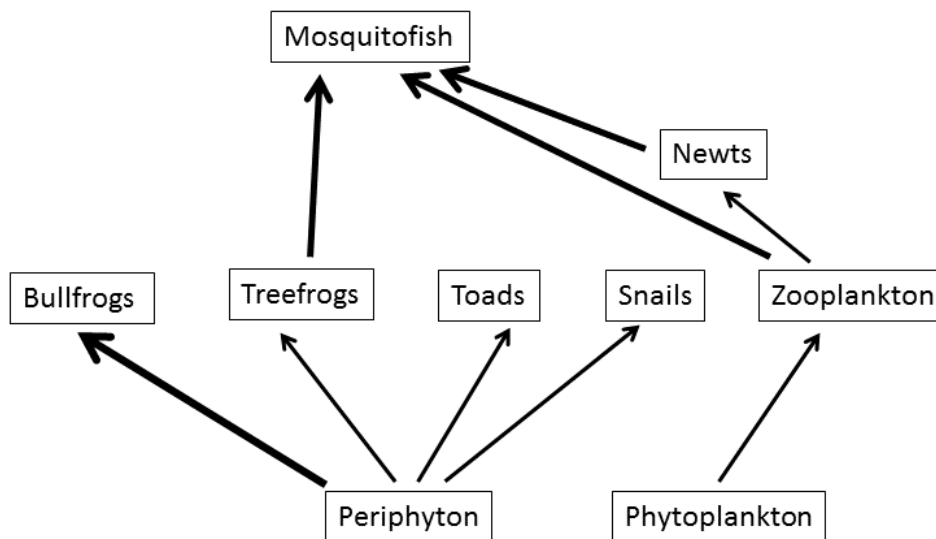 Mosquitofish
Newts
Bullfrogs
Treefrogs
Toads
Snails
Zooplankton
Periphyton
Phytoplankton